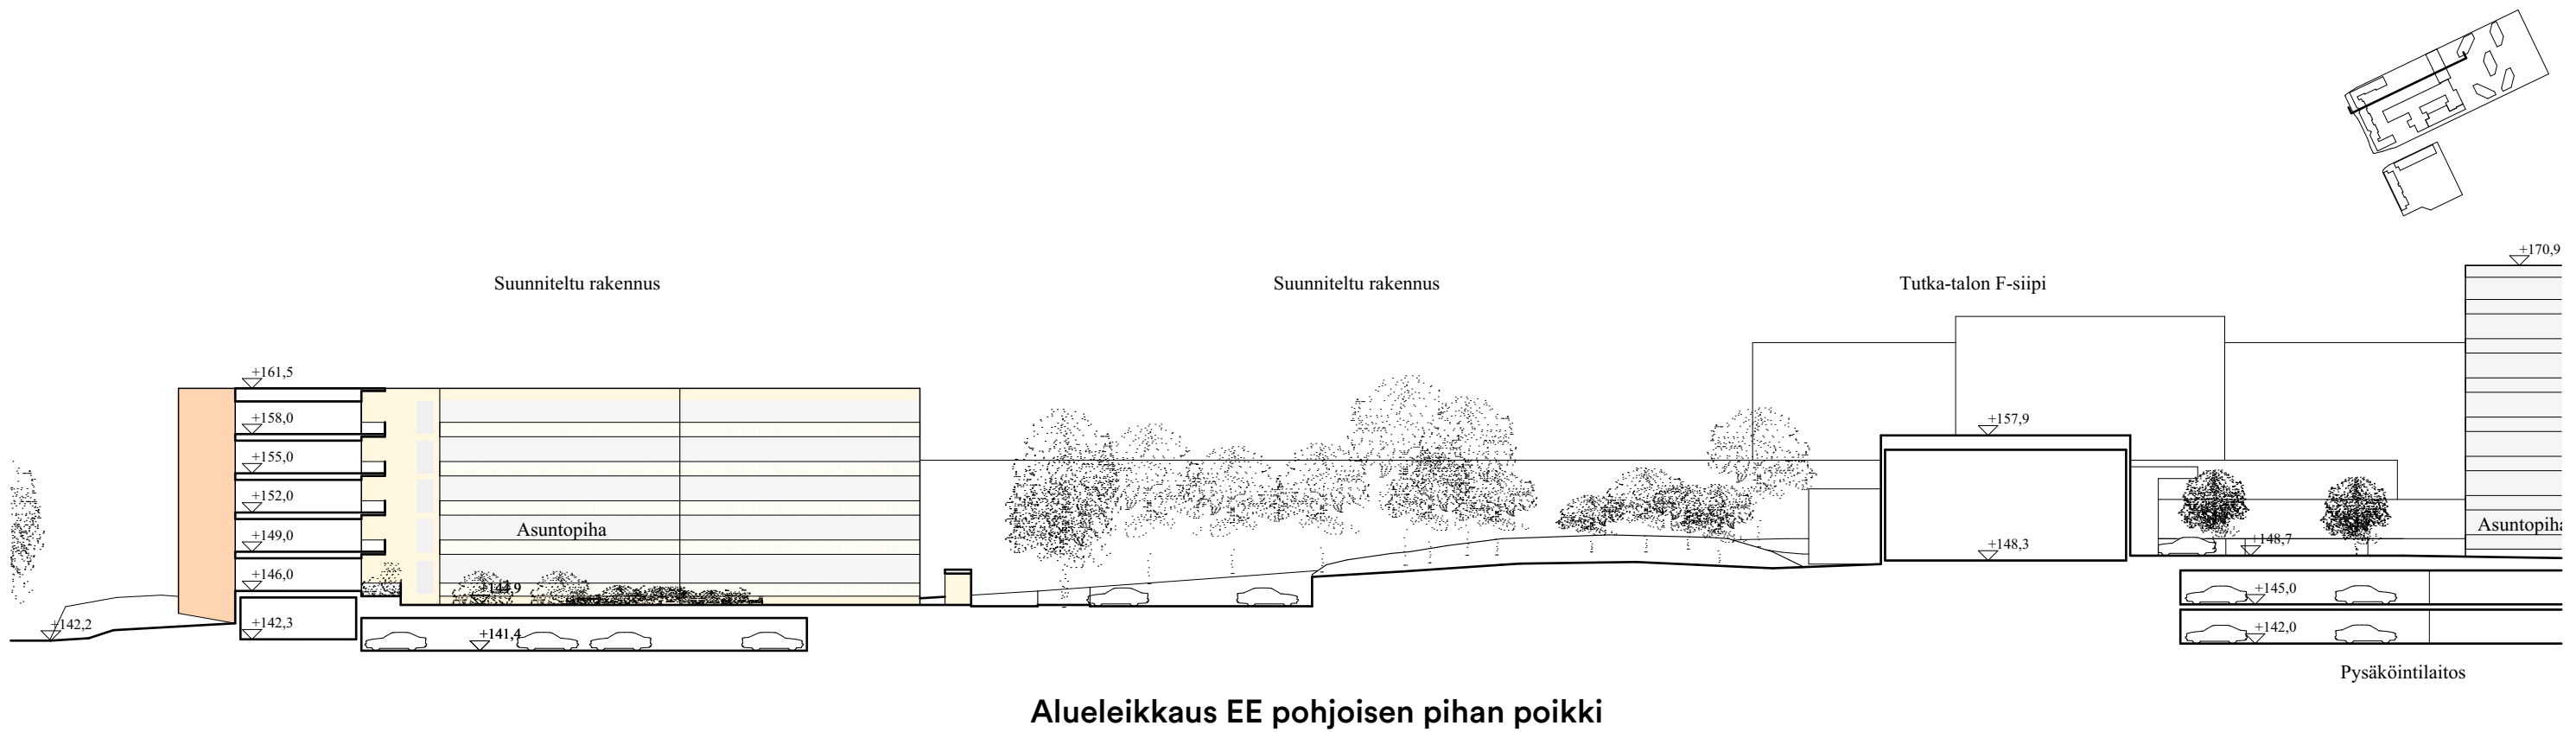 +170,9
Suunniteltu rakennus
Suunniteltu rakennus
Tutka-talon F-siipi
+161,5
+158,0
+157,9
+155,0
+152,0
Asuntopiha
Asuntopiha
+149,0
+148,3
+148,7
+146,0
+144,9
+145,0
+142,2
+142,3
+141,4
+142,0
Pysäköintilaitos
Alueleikkaus EE pohjoisen pihan poikki